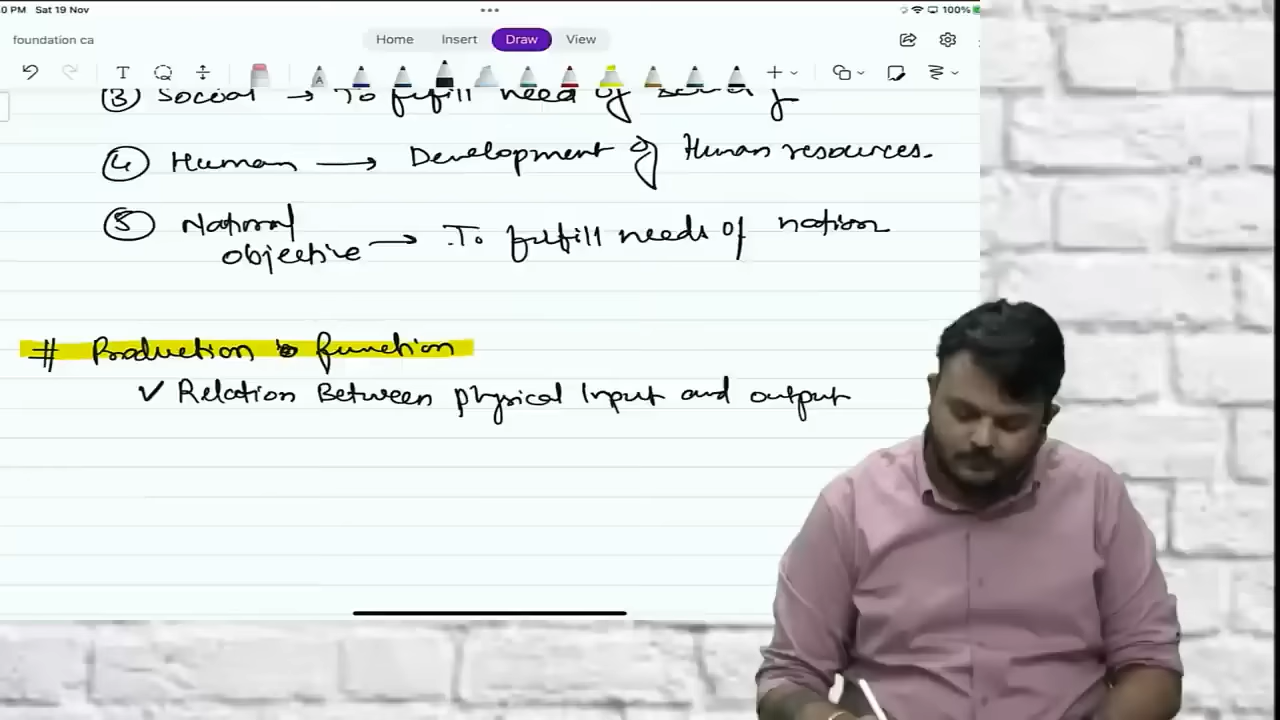 0 PM Sat 19 Nov
100%
foundation ca
Home Insert Draw View
③ Social → To fulfill need of
④ Human → Development of Human resources.
⑤ National
objective → To fulfill needs of nation
# Production function
✓ Relation Between physical Input and output